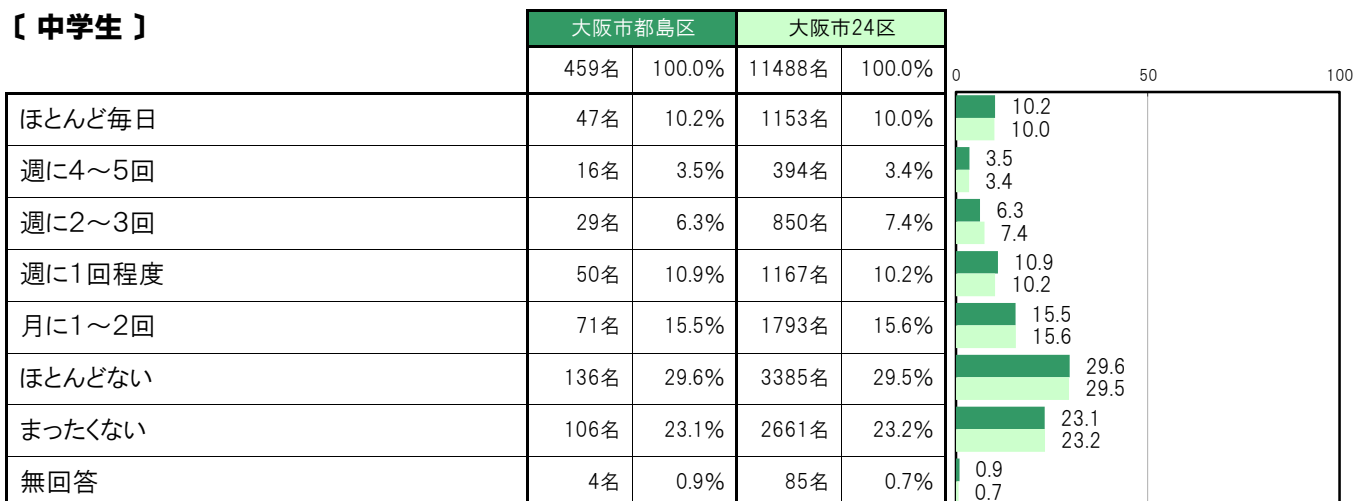 〔 中学生 〕
大阪市都島区 大阪市24区
459名 100.0% 11488名 100.0% 0 50 100
ほとんど毎日 47名 10.2% 1153名 10.0% 10.2
10.0
週に4～5回 16名 3.5% 394名 3.4% 3.5
3.4
週に2～3回 29名 6.3% 850名 7.4% 6.3
7.4
週に1回程度 50名 10.9% 1167名 10.2% 10.9
10.2
月に1～2回 71名 15.5% 1793名 15.6% 15.5
15.6
ほとんどない 136名 29.6% 3385名 29.5% 29.6
29.5
まったくない 106名 23.1% 2661名 23.2% 23.1
23.2
無回答 4名 0.9% 85名 0.7% 0.9
0.7